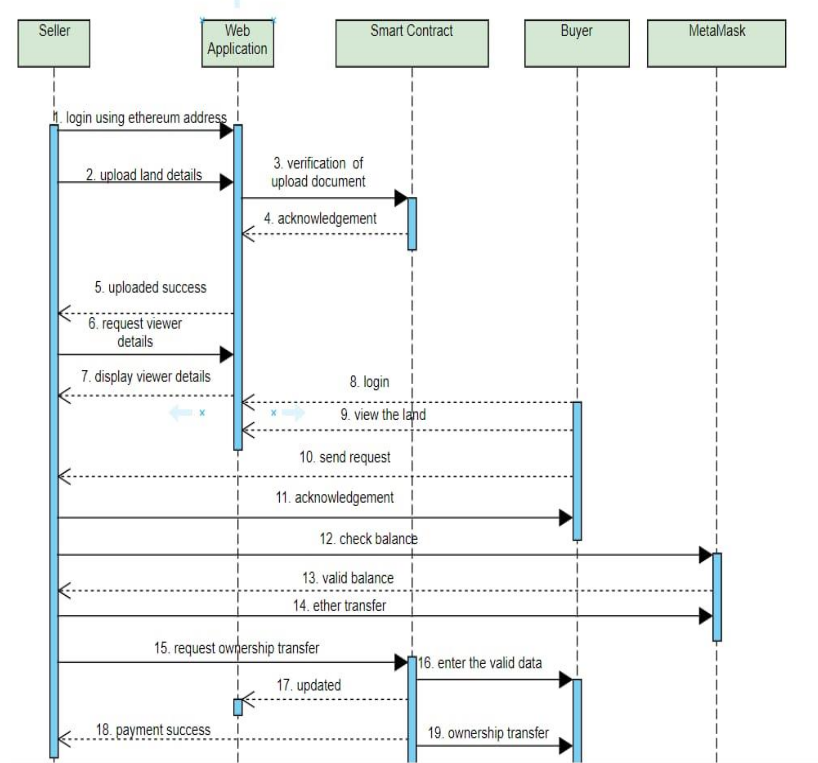 Seller
Web
Application
Smart Contract
Buyer
MetaMask
1. login using ethereum address
2. upload land details
3. verification of
upload document
4. acknowledgement
5. uploaded success
6. request viewer
details
7. display viewer details
8. login
9. view the land
10. send request
11. acknowledgement
12. check balance
13. valid balance
14. ether transfer
15. request ownership transfer
16. enter the valid data
17. updated
18. payment success
19. ownership transfer